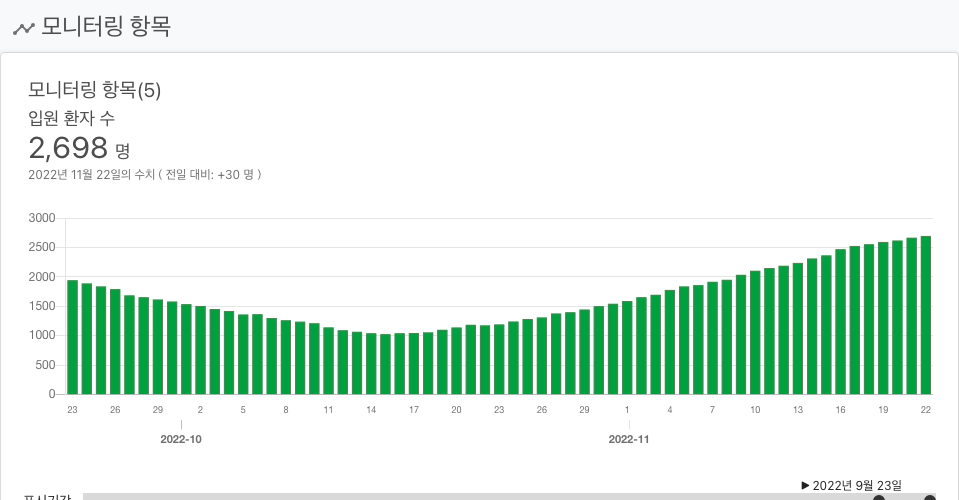 모니터링 항목
모니터링 항목(5)
입원 환자 수
2,698 명
2022년 11월 22일의 수치 ( 전일 대비: +30 명 )
3000
2500
2000
1500
1000
500
0
23 26 29 2 5 8 11 14 17 20 23 26 29 1 4 7 10 13 16 19 22
2022-10 2022-11
▶ 2022년 9월 23일
표시기간